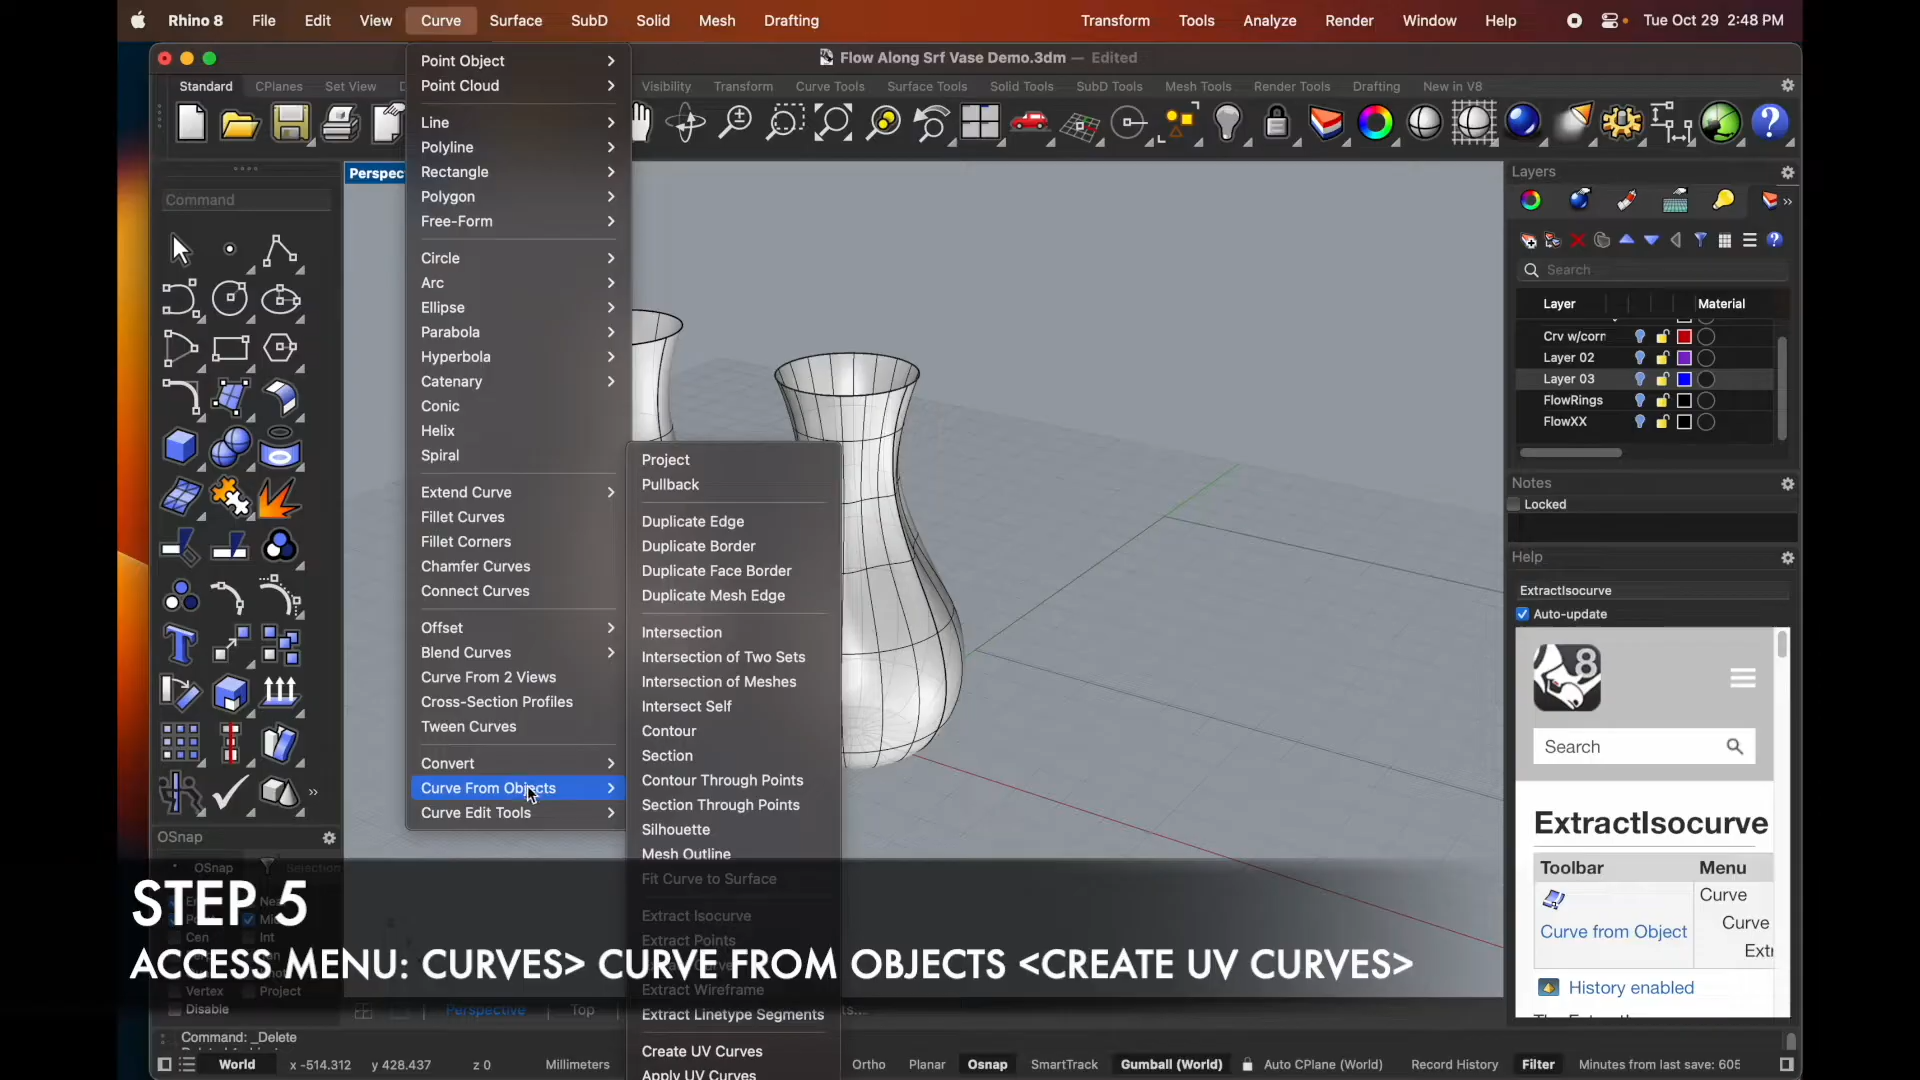 Rhino 8 File Edit View Curve Surface SubD Solid Mesh Drafting Transform Tools Analyze Render Window Help Tue Oct 29 2:48 PM
Flow Along Srf Vase Demo.3dm — Edited
Standard CPlanes Set View Visibility Transform Curve Tools Surface Tools Solid Tools SubD Tools Mesh Tools Render Tools Drafting New in V8
Command
Perspec
Point Object
Point Cloud
Line
Polyline
Rectangle
Polygon
Free-Form
Circle
Arc
Ellipse
Parabola
Hyperbola
Catenary
Conic
Helix
Spiral
Extend Curve
Fillet Curves
Fillet Corners
Chamfer Curves
Connect Curves
Offset
Blend Curves
Curve From 2 Views
Cross-Section Profiles
Tween Curves
Convert
Curve From Objects
Curve Edit Tools
Project
Pullback
Duplicate Edge
Duplicate Border
Duplicate Face Border
Duplicate Mesh Edge
Intersection
Intersection of Two Sets
Intersection of Meshes
Intersect Self
Contour
Section
Contour Through Points
Section Through Points
Silhouette
Mesh Outline
Fit Curve to Surface
Extract Isocurve
Extract Points
Extract Wireframe
Extract Linetype Segments
Create UV Curves
Apply UV Curves
Layers
Search
Layer Material
Crv w/corn
Layer 02
Layer 03
FlowRings
FlowXX
Notes
Locked
Help
ExtractIsocurve
Auto-update
8
Search
ExtractIsocurve
Toolbar Menu
Curve from Object
Curve
Curve
Extr
History enabled
OSnap
OSnap Selection
Cen Int
Vertex Project
Disable
STEP 5
ACCESS MENU: CURVES> CURVE FROM OBJECTS <CREATE UV CURVES>
Perspective Top
Command: _Delete
World x -514.312 y 428.437 z 0 Millimeters Ortho Planar Osnap SmartTrack Gumball (World) Auto CPlane (World) Record History Filter Minutes from last save: 605